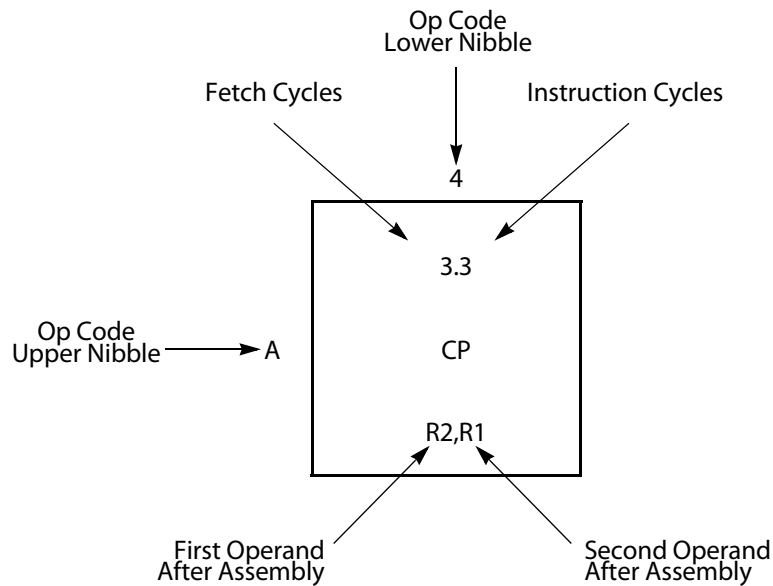 Op Code
Lower Nibble
Fetch Cycles
Instruction Cycles
4
3.3
Op Code
Upper Nibble
A
CP
R2,R1
First Operand
After Assembly
Second Operand
After Assembly